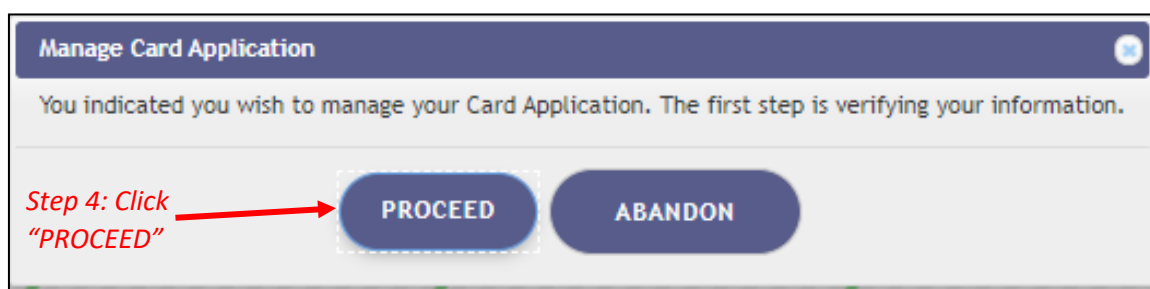 Manage Card Application
You indicated you wish to manage your Card Application. The first step is verifying your information.
Step 4: Click
“PROCEED”
PROCEED
ABANDON